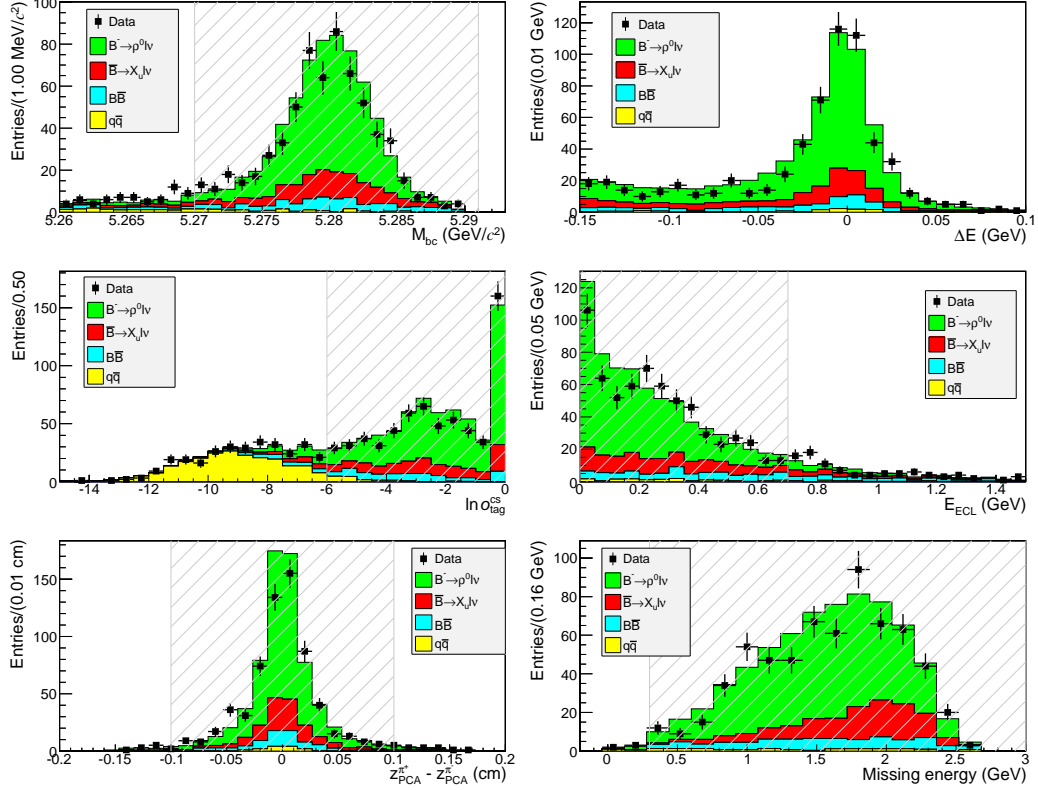 Entries/(1.00 MeV/c²)
100
80
60
40
20
0
Data
B⁻→ρ⁰lν
B̅→Xᵤlν
BB̅
qq̅
5.26 5.265 5.27 5.275 5.28 5.285 5.29
M_bc (GeV/c²)
Entries/(0.01 GeV)
120
100
80
60
40
20
0
Data
B⁻→ρ⁰lν
B̅→Xᵤlν
BB̅
qq̅
-0.15 -0.1 -0.05 0 0.05 0.1
ΔE (GeV)
Entries/0.50
150
100
50
0
Data
B⁻→ρ⁰lν
B̅→Xᵤlν
BB̅
qq̅
-14 -12 -10 -8 -6 -4 -2 0
ln o_tag^cs
Entries/(0.05 GeV)
120
100
80
60
40
20
0
Data
B⁻→ρ⁰lν
B̅→Xᵤlν
BB̅
qq̅
0 0.2 0.4 0.6 0.8 1 1.2 1.4
E_ECL (GeV)
Entries/(0.01 cm)
150
100
50
0
Data
B⁻→ρ⁰lν
B̅→Xᵤlν
BB̅
qq̅
-0.2 -0.15 -0.1 -0.05 0 0.05 0.1 0.15 0.2
z_PCA^π⁺ - z_PCA^π⁻ (cm)
Entries/(0.16 GeV)
100
80
60
40
20
0
Data
B⁻→ρ⁰lν
B̅→Xᵤlν
BB̅
qq̅
0 0.5 1 1.5 2 2.5 3
Missing energy (GeV)